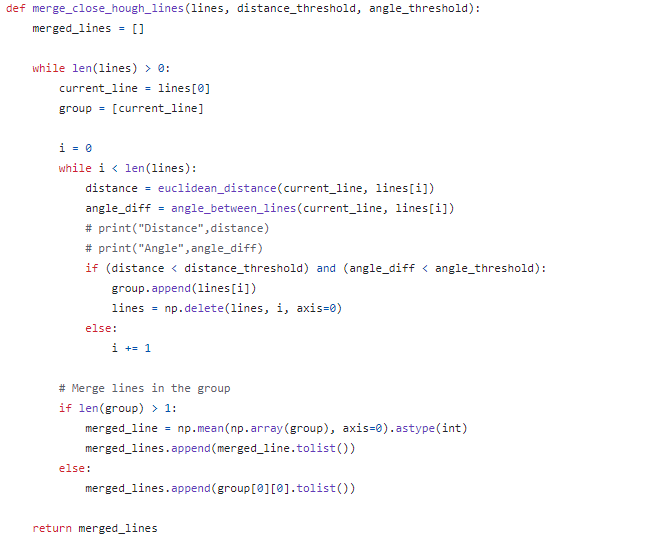 def merge_close_hough_lines(lines, distance_threshold, angle_threshold):
    merged_lines = []

    while len(lines) > 0:
        current_line = lines[0]
        group = [current_line]

        i = 0
        while i < len(lines):
            distance = euclidean_distance(current_line, lines[i])
            angle_diff = angle_between_lines(current_line, lines[i])
            # print("Distance",distance)
            # print("Angle",angle_diff)
            if (distance < distance_threshold) and (angle_diff < angle_threshold):
                group.append(lines[i])
                lines = np.delete(lines, i, axis=0)
            else:
                i += 1

        # Merge lines in the group
        if len(group) > 1:
            merged_line = np.mean(np.array(group), axis=0).astype(int)
            merged_lines.append(merged_line.tolist())
        else:
            merged_lines.append(group[0][0].tolist())

    return merged_lines